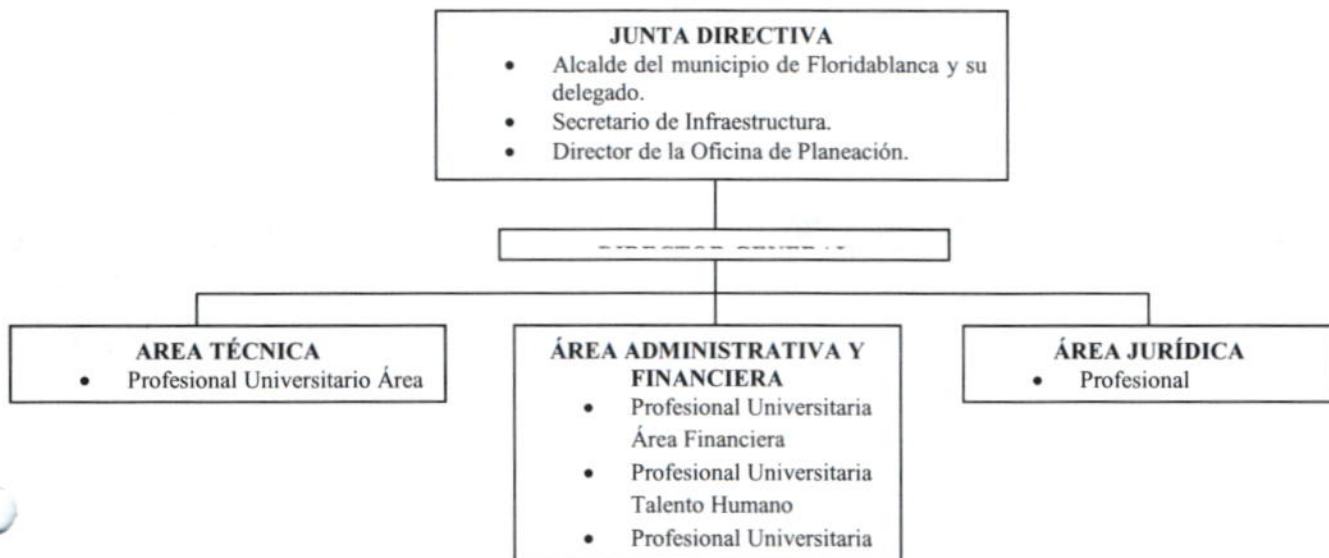 JUNTA DIRECTIVA
• Alcalde del municipio de Floridablanca y su
delegado.
• Secretario de Infraestructura.
• Director de la Oficina de Planeación.
AREA TÉCNICA
• Profesional Universitario Área
ÁREA ADMINISTRATIVA Y
FINANCIERA
• Profesional Universitaria
Área Financiera
• Profesional Universitaria
Talento Humano
• Profesional Universitaria
ÁREA JURÍDICA
• Profesional